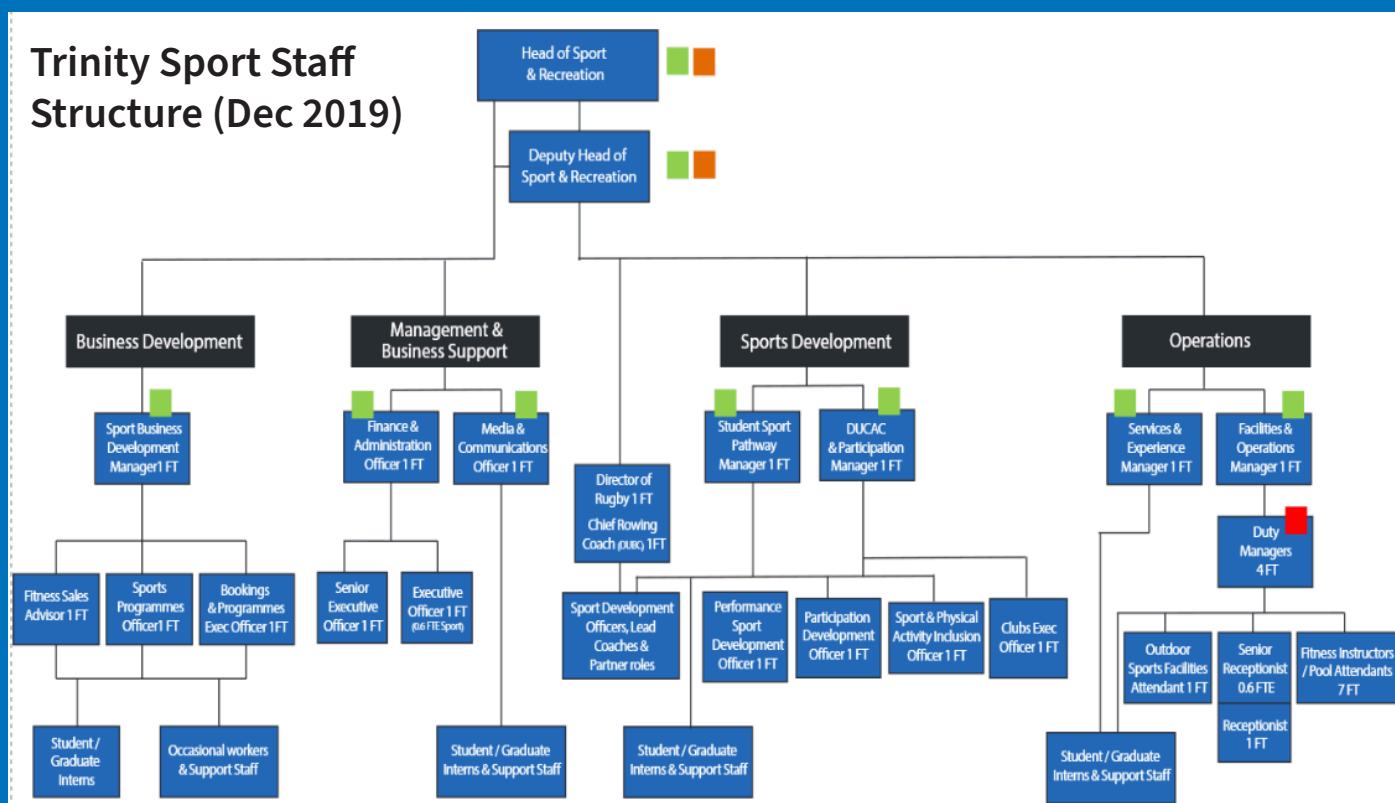 Trinity Sport Staff
Structure (Dec 2019)
Head of Sport
& Recreation
Deputy Head of
Sport & Recreation
Business Development
Management &
Business Support
Sports Development
Operations
Sport Business
Development
Manager1 FT
Finance &
Administration
Officer 1 FT
Media &
Communications
Officer 1 FT
Director of
Rugby 1 FT
Chief Rowing
Coach (DUBC) 1FT
Student Sport
Pathway
Manager 1 FT
DUCAC
& Participation
Manager 1 FT
Services &
Experience
Manager 1 FT
Facilities &
Operations
Manager 1 FT
Duty
Managers
4 FT
Fitness Sales
Advisor 1 FT
Sports
Programmes
Officer1 FT
Bookings
& Programmes
Exec Officer 1FT
Senior
Executive
Officer 1 FT
Executive
Officer 1 FT
(0.6 FTE Sport)
Sport Development
Officers, Lead
Coaches &
Partner roles
Performance
Sport
Development
Officer 1 FT
Participation
Development
Officer 1 FT
Sport & Physical
Activity Inclusion
Officer 1 FT
Clubs Exec
Officer 1 FT
Outdoor
Sports Facilities
Attendant 1 FT
Senior
Receptionist
0.6 FTE
Receptionist
1 FT
Fitness Instructors
/ Pool Attendants
7 FT
Student /
Graduate
Interns
Occasional workers
& Support Staff
Student / Graduate
Interns & Support Staff
Student / Graduate
Interns & Support Staff
Student / Graduate
Interns & Support Staff